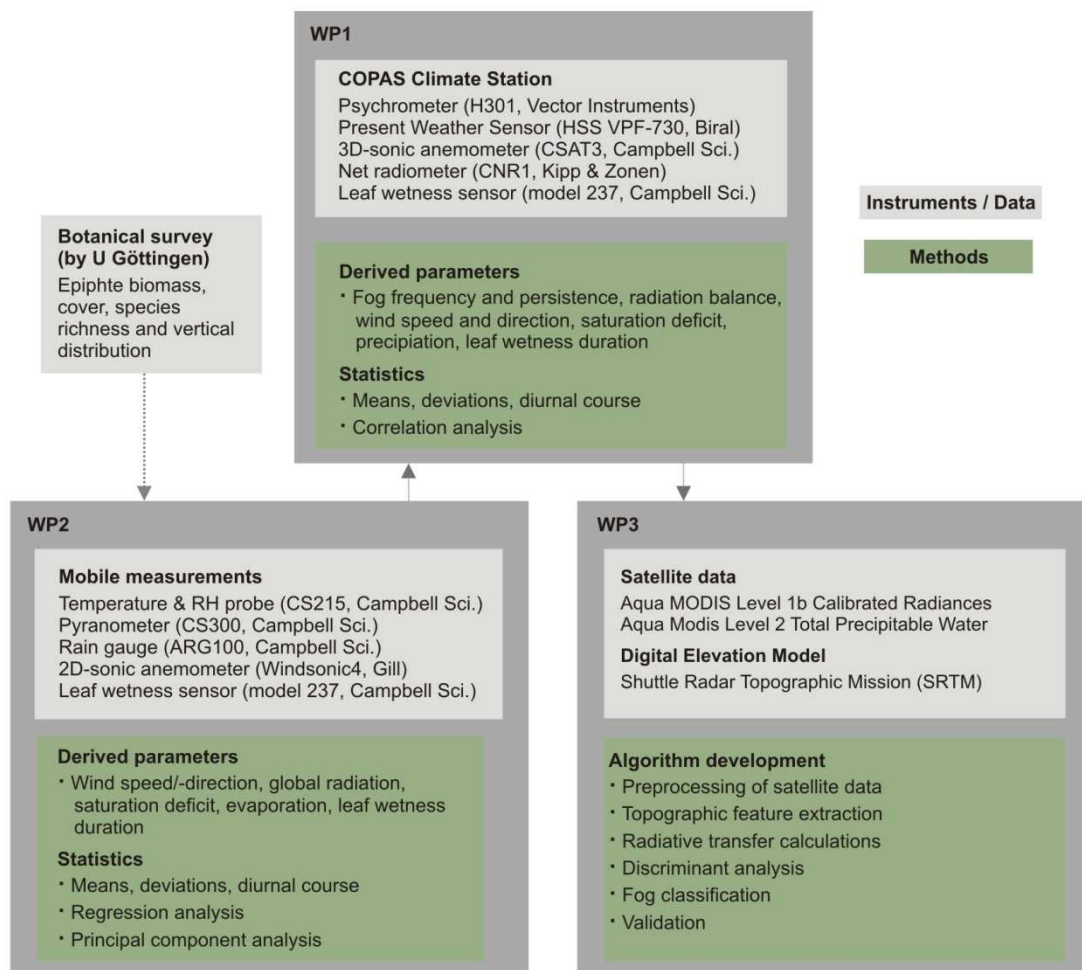 WP1
COPAS Climate Station
Psychrometer (H301, Vector Instruments)
Present Weather Sensor (HSS VPF-730, Biral)
3D-sonic anemometer (CSAT3, Campbell Sci.)
Net radiometer (CNR1, Kipp & Zonen)
Leaf wetness sensor (model 237, Campbell Sci.)
Derived parameters
· Fog frequency and persistence, radiation balance,
wind speed and direction, saturation deficit,
precipiation, leaf wetness duration
Statistics
· Means, deviations, diurnal course
· Correlation analysis
Instruments / Data
Methods
Botanical survey
(by U Göttingen)
Epiphte biomass,
cover, species
richness and vertical
distribution
WP2
Mobile measurements
Temperature & RH probe (CS215, Campbell Sci.)
Pyranometer (CS300, Campbell Sci.)
Rain gauge (ARG100, Campbell Sci.)
2D-sonic anemometer (Windsonic4, Gill)
Leaf wetness sensor (model 237, Campbell Sci.)
Derived parameters
· Wind speed/-direction, global radiation,
saturation deficit, evaporation, leaf wetness
duration
Statistics
· Means, deviations, diurnal course
· Regression analysis
· Principal component analysis
WP3
Satellite data
Aqua MODIS Level 1b Calibrated Radiances
Aqua Modis Level 2 Total Precipitable Water
Digital Elevation Model
Shuttle Radar Topographic Mission (SRTM)
Algorithm development
· Preprocessing of satellite data
· Topographic feature extraction
· Radiative transfer calculations
· Discriminant analysis
· Fog classification
· Validation